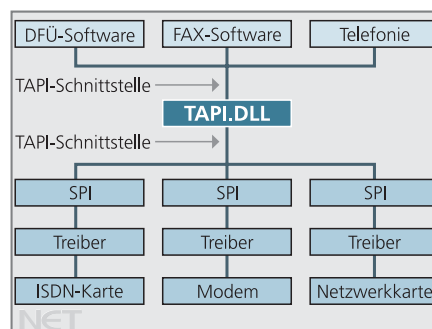 DFÜ-Software FAX-Software Telefonie
TAPI-Schnittstelle
TAPI.DLL
TAPI-Schnittstelle
SPI SPI SPI
Treiber Treiber Treiber
ISDN-Karte Modem Netzwerkkarte
NET